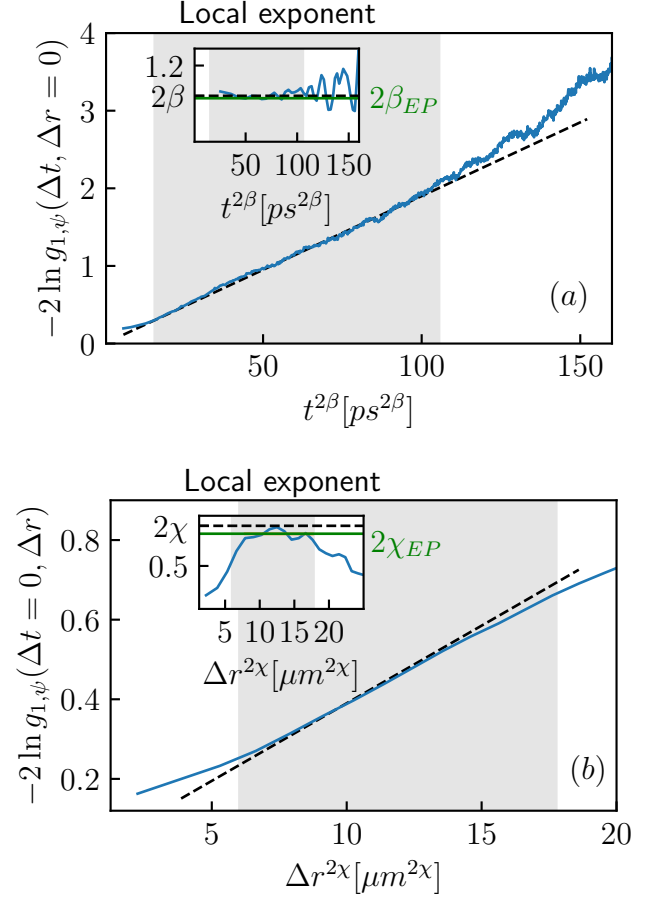 Local exponent
−2 ln g₁,ψ(Δt, Δr = 0)
4
3
2
1
0
1.2
2β
2β_EP
50 100 150
t^{2β}[ps^{2β}]
(a)
50 100 150
t^{2β}[ps^{2β}]
Local exponent
−2 ln g₁,ψ(Δt = 0, Δr)
0.8
0.6
0.4
0.2
2χ
0.5
2χ_EP
5 10 15 20
Δr^{2χ}[μm^{2χ}]
(b)
5 10 15 20
Δr^{2χ}[μm^{2χ}]